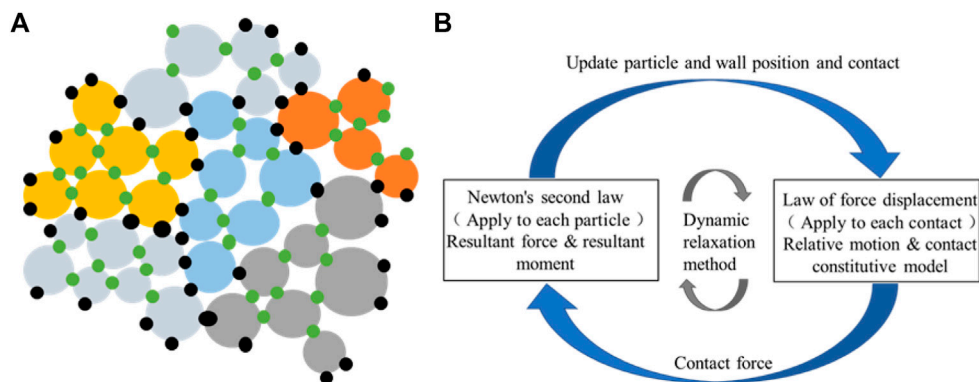 A
B
Update particle and wall position and contact
Newton's second law
( Apply to each particle )
Resultant force & resultant
moment
Dynamic
relaxation
method
Law of force displacement
( Apply to each contact )
Relative motion & contact
constitutive model
Contact force